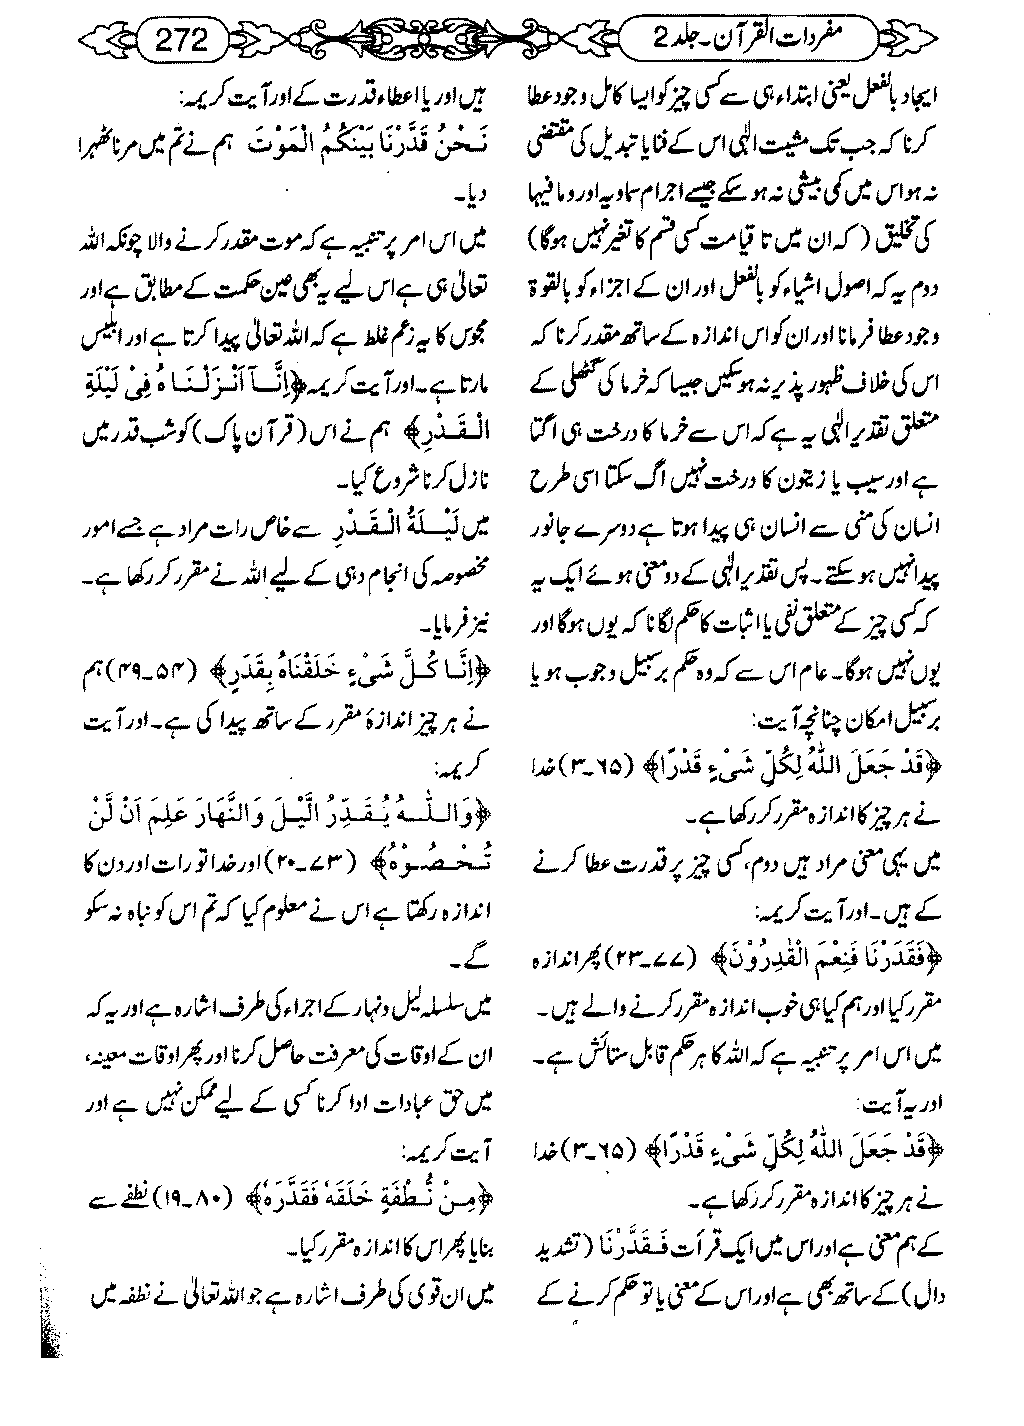 مفردات القرآن۔جلد 2
272
ایجاد بالفعل یعنی ابتداء ہی سے کسی چیز کو ایسا کامل وجود عطا
کرنا کہ جب تک مشیت الٰہی اس کے فنا یا تبدیل کی مقتضی
نہ ہو اس میں کمی بیشی نہ ہو سکے جیسے اجرام سماویہ اور وما فیہا
کی تخلیق (کہ ان میں تا قیامت کسی قسم کا تغیر نہیں ہوگا)
دوم یہ کہ اصول اشیاء کو بالفعل اور ان کے اجزاء کو بالقوۃ
وجود عطا فرمانا اور ان کو اس اندازہ کے ساتھ مقدر کرنا کہ
اس کی خلاف ظہور پذیر نہ ہوسکیں جیسا کہ خرما کی گٹھلی کے
متعلق تقدیر الٰہی یہ ہے کہ اس سے خرما کا درخت ہی اگتا
ہے اور سیب یا زیتون کا درخت نہیں اگ سکتا اسی طرح
انسان کی منی سے انسان ہی پیدا ہوتا ہے دوسرے جانور
پیدا نہیں ہو سکتے۔ پس تقدیر الٰہی کے دو معنی ہوئے ایک یہ
کہ کسی چیز کے متعلق نفی یا اثبات کا حکم لگانا کہ یوں ہوگا اور
یوں نہیں ہوگا۔ عام اس سے کہ وہ حکم برسبیل وجوب ہو یا
برسبیل امکان چنانچہ آیت:
﴿قَدْ جَعَلَ اللّٰهُ لِكُلِّ شَیْءٍ قَدْرًا﴾ (۶۵۔۳) خدا
نے ہر چیز کا اندازہ مقرر کر رکھا ہے۔
میں یہی معنی مراد ہیں دوم، کسی چیز پر قدرت عطا کرنے
کے ہیں۔ اور آیت کریمہ:
﴿فَقَدَرْنَا فَنِعْمَ الْقٰدِرُوْنَ﴾ (۷۷۔۲۳) پھر اندازہ
مقرر کیا اور ہم کیا ہی خوب اندازہ مقرر کرنے والے ہیں۔
میں اس امر پر تنبیہ ہے کہ اللہ کا ہر حکم قابل ستائش ہے۔
اور یہ آیت:
﴿قَدْ جَعَلَ اللّٰهُ لِكُلِّ شَیْءٍ قَدْرًا﴾ (۶۵۔۳) خدا
نے ہر چیز کا اندازہ مقرر کر رکھا ہے۔
کے ہم معنی ہے اور اس میں ایک قرأت فَقَدَّرْنَا (تشدید
دال) کے ساتھ بھی ہے اور اس کے معنی یا تو حکم کرنے کے
ہیں اور یا اعطاء قدرت کے اور آیت کریمہ:
نَحْنُ قَدَّرْنَا بَیْنَكُمُ الْمَوْتَ ہم نے تم میں مرنا ٹھہرا
دیا۔
میں اس امر پر تنبیہ ہے کہ موت مقدر کرنے والا چونکہ اللہ
تعالٰی ہی ہے اس لیے یہ بھی عین حکمت کے مطابق ہے اور
مجوس کا یہ زعم غلط ہے کہ اللہ تعالٰی پیدا کرتا ہے اور ابلیس
مارتا ہے۔ اور آیت کریمہ ﴿اِنَّآ اَنْزَلْنَاهُ فِیْ لَیْلَةِ
الْقَدْرِ﴾ ہم نے اس (قرآن پاک) کو شب قدر میں
نازل کرنا شروع کیا۔
میں لَیْلَةُ الْقَدْرِ سے خاص رات مراد ہے جسے امور
مخصوصہ کی انجام دہی کے لیے اللہ نے مقرر کر رکھا ہے۔
نیز فرمایا۔
﴿اِنَّا كُلَّ شَیْءٍ خَلَقْنَاهُ بِقَدَرٍ﴾ (۵۴۔۴۹) ہم
نے ہر چیز اندازہ مقرر کے ساتھ پیدا کی ہے۔ اور آیت
کریمہ:
﴿وَاللّٰهُ یُقَدِّرُ الَّیْلَ وَالنَّهَارَ عَلِمَ اَنْ لَّنْ
تُحْصُوْهُ﴾ (۷۳۔۲۰) اور خدا تو رات اور دن کا
اندازہ رکھتا ہے اس نے معلوم کیا کہ تم اس کو نباہ نہ سکو
گے۔
میں سلسلہ لیل ونہار کے اجراء کی طرف اشارہ ہے اور یہ کہ
ان کے اوقات کی معرفت حاصل کرنا اور پھر اوقات معینہ،
میں حق عبادات ادا کرنا کسی کے لیے ممکن نہیں ہے اور
آیت کریمہ:
﴿مِنْ نُّطْفَةٍ خَلَقَهٗ فَقَدَّرَهٗ﴾ (۸۰۔۱۹) نطفے سے
بنایا پھر اس کا اندازہ مقرر کیا۔
میں ان قوی کی طرف اشارہ ہے جو اللہ تعالٰی نے نطفہ میں